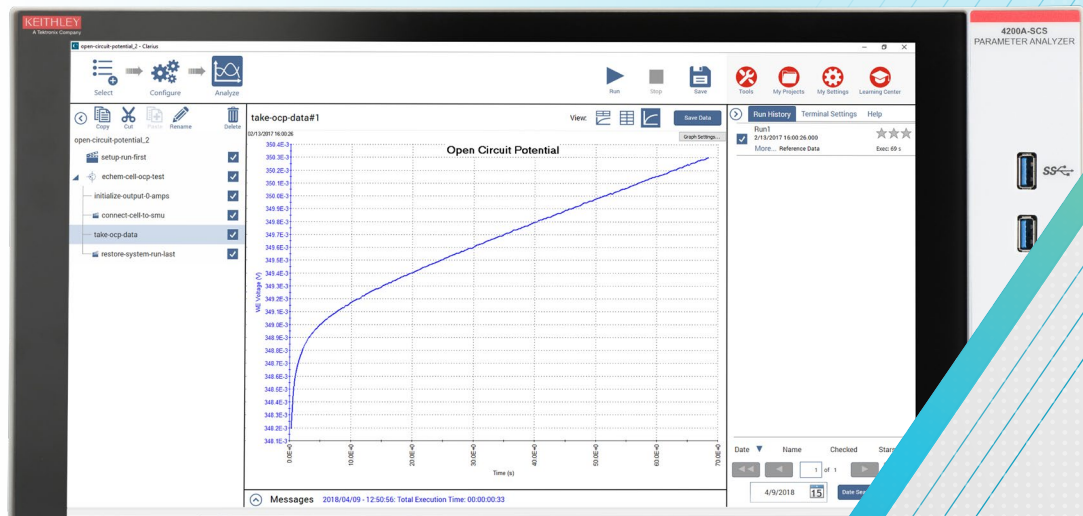 KEITHLEY
A Tektronix Company
4200A-SCS
PARAMETER ANALYZER
open-circuit-potential_2 - Clarius
Select
Configure
Analyze
Run
Stop
Save
Tools
My Projects
My Settings
Learning Center
Copy
Cut
Paste
Rename
Delete
take-ocp-data#1
View:
Save Data
Run History
Terminal Settings
Help
open-circuit-potential_2
setup-run-first
echem-cell-ocp-test
initialize-output-0-amps
connect-cell-to-smu
take-ocp-data
restore-system-run-last
02/13/2017 16:00:26
Graph Settings...
Open Circuit Potential
350.4E-3
350.3E-3
350.2E-3
350.1E-3
350.0E-3
349.9E-3
349.8E-3
349.7E-3
349.6E-3
349.5E-3
349.4E-3
349.3E-3
349.2E-3
349.1E-3
349.0E-3
348.9E-3
348.8E-3
348.7E-3
348.6E-3
348.5E-3
348.4E-3
348.3E-3
348.2E-3
348.1E-3
WE Voltage (V)
0.0E+0
10.0E+0
20.0E+0
30.0E+0
40.0E+0
50.0E+0
60.0E+0
70.0E+0
Time (s)
Run1
2/13/2017 16:00:26.000
More... Reference Data
Exec: 69 s
SS
Date
Name
Checked
1 of 1
4/9/2018
15
Date
Messages 2018/04/09 - 12:50:56: Total Execution Time: 00:00:00:33